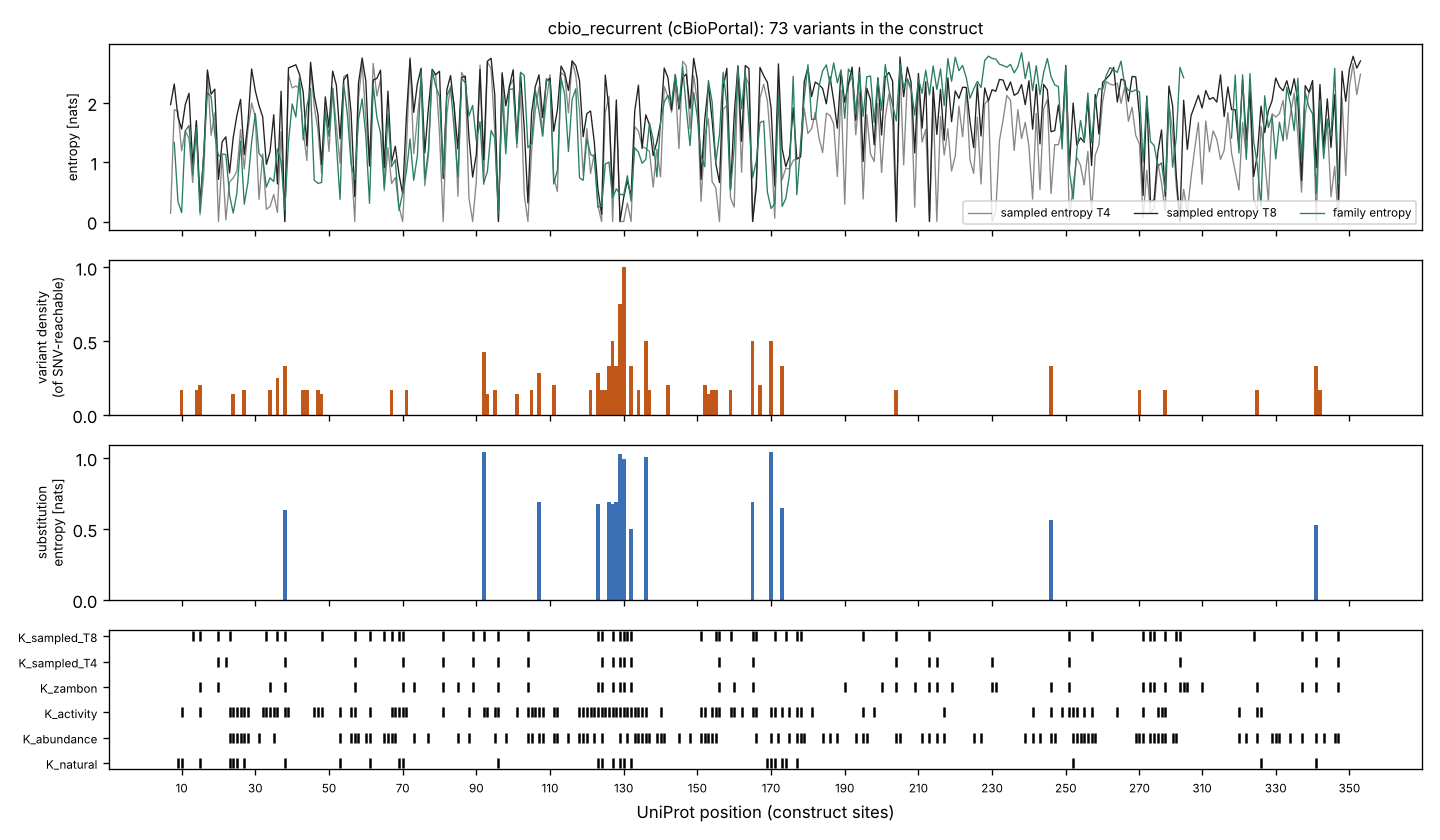 cbio_recurrent (cBioPortal): 73 variants in the construct
entropy [nats]
2
1
0
sampled entropy T4
sampled entropy T8
family entropy
variant density
(of SNV-reachable)
1.0
0.5
0.0
substitution
entropy [nats]
1.0
0.5
0.0
K_sampled_T8
K_sampled_T4
K_zambon
K_activity
K_abundance
K_natural
10 30 50 70 90 110 130 150 170 190 210 230 250 270 310 330 350
UniProt position (construct sites)